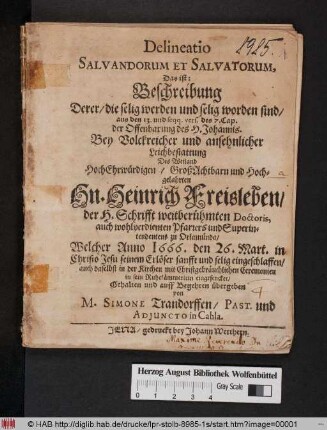 Delineatio
1925.
SALVANDORUM ET SALVATORUM,
Das ist:
Beschreibung
Derer/ die selig werden und selig worden sind/
aus den 13. und seqq. vers. des 7. Cap.
der Offenbarung des H. Johannis.
Bey Volckreicher und ansehnlicher
Leichbestattung
Des Weiland
HochEhrwürdigen / GroßAchtbarn und Hoch-
gelahrten
Hn. Heinrich Freisleben/
der H. Schrifft weitberühmten Doctoris,
auch wohlverdienten Pfarrers und Superin-
tendentens zu Orlamünda/
Welcher Anno 1666. den 26. Mart. in
Christo Jesu seinem Erlöser sanfft und selig eingeschlaffen/
auch daselbst in der Kirchen mit Christgebräuchlichen Ceremonien
in sein Ruhekämmerlein eingesencket/
Gehalten und auff Begehren übergeben
von
M. SIMONE Trandorffen/ PAST. und
ADJUNCTO in Cahla.
JENA, gedruckt bey Johann Werthern.
Herzog August Bibliothek Wolfenbüttel
Gray Scale
© HAB http://diglib.hab.de/drucke/lpr-stolb-8985-1s/start.htm?image=00001